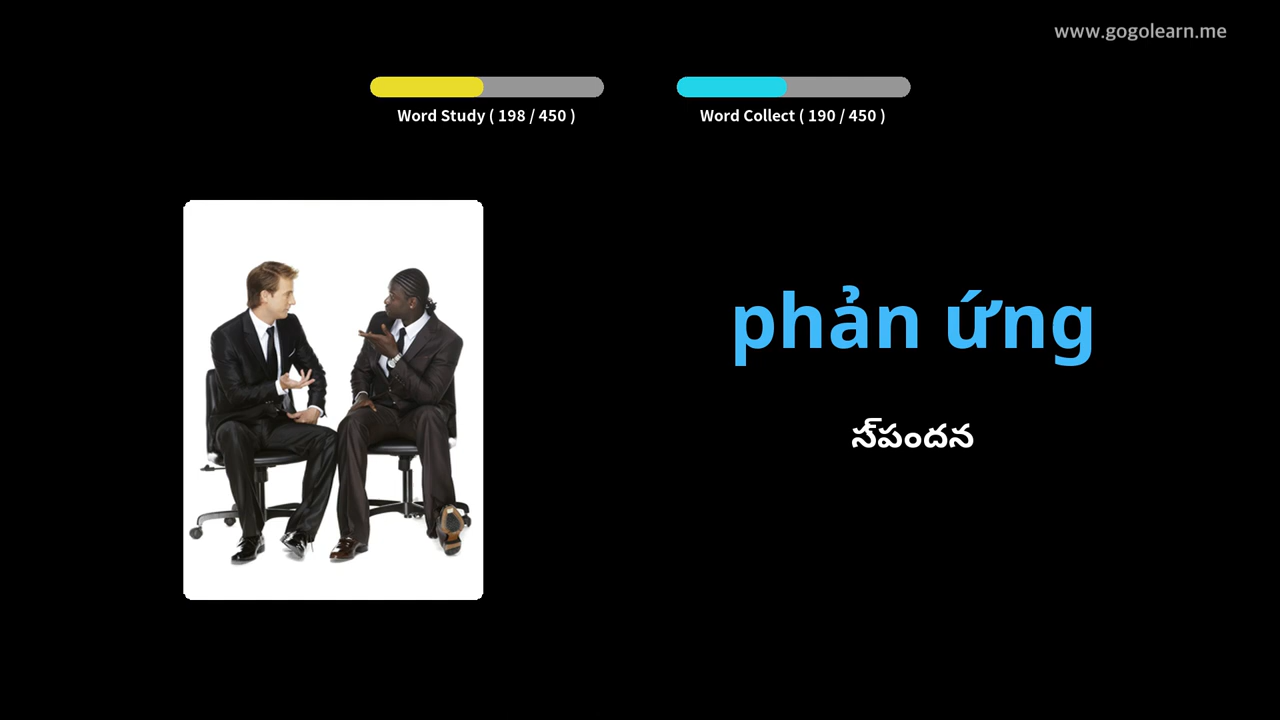 www.gogolearn.me
Word Study ( 198 / 450 )
Word Collect ( 190 / 450 )
phản ứng
స్పందన